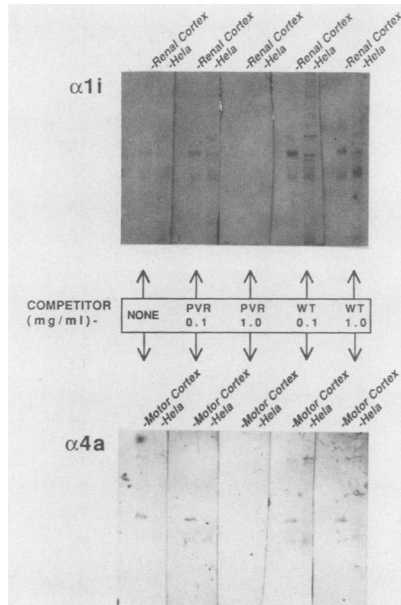 -Renal Cortex -Hela -Renal Cortex -Hela -Renal Cortex -Hela -Renal Cortex -Hela -Renal Cortex -Hela
α1i
COMPETITOR (mg/ml)-
NONE
PVR 0.1
PVR 1.0
WT 0.1
WT 1.0
-Motor Cortex -Hela -Motor Cortex -Hela -Motor Cortex -Hela -Motor Cortex -Hela -Motor Cortex -Hela
α4a